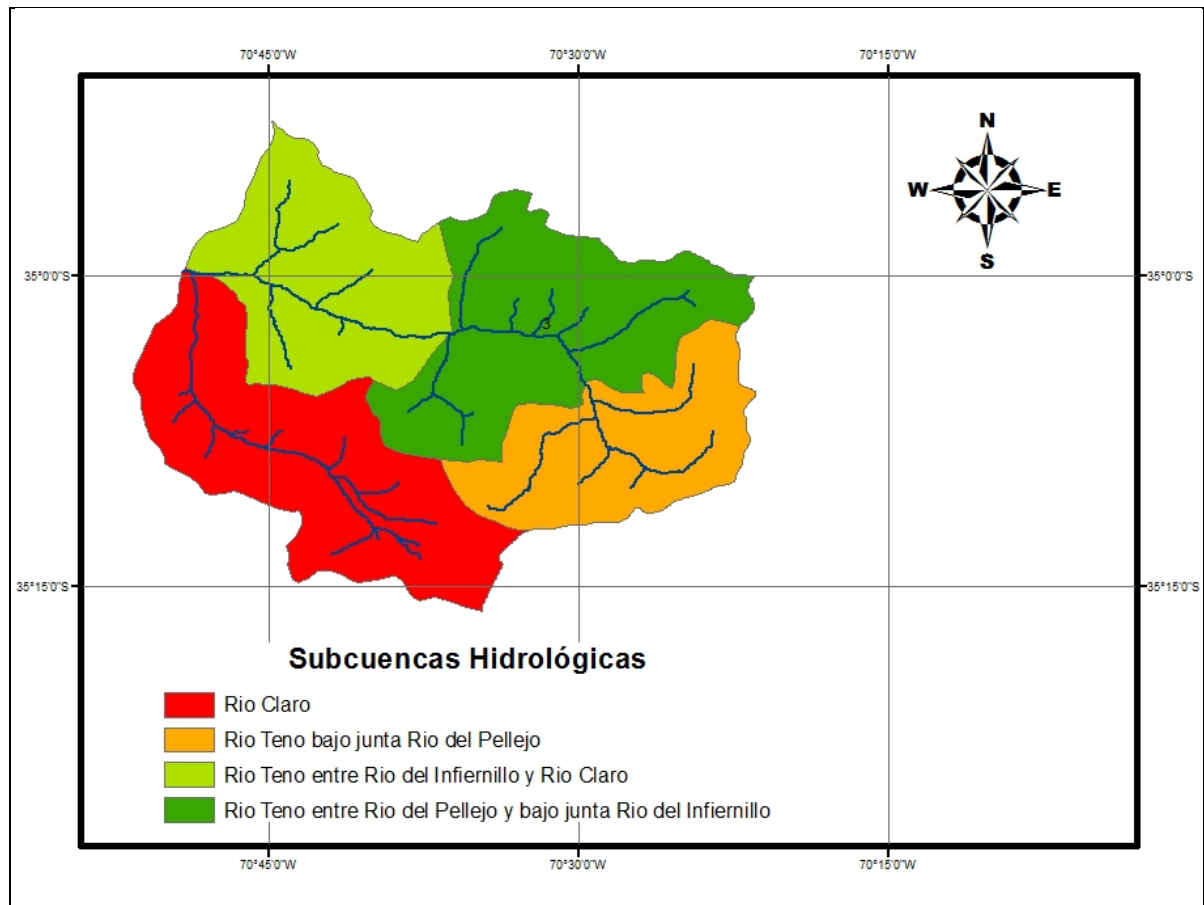 70°45'0"W 70°30'0"W 70°15'0"W
N
W E
S
35°0'0"S 35°0'0"S
3
35°15'0"S 35°15'0"S
Subcuencas Hidrológicas
Rio Claro
Rio Teno bajo junta Rio del Pellejo
Rio Teno entre Rio del Infiernillo y Rio Claro
Rio Teno entre Rio del Pellejo y bajo junta Rio del Infiernillo
70°45'0"W 70°30'0"W 70°15'0"W